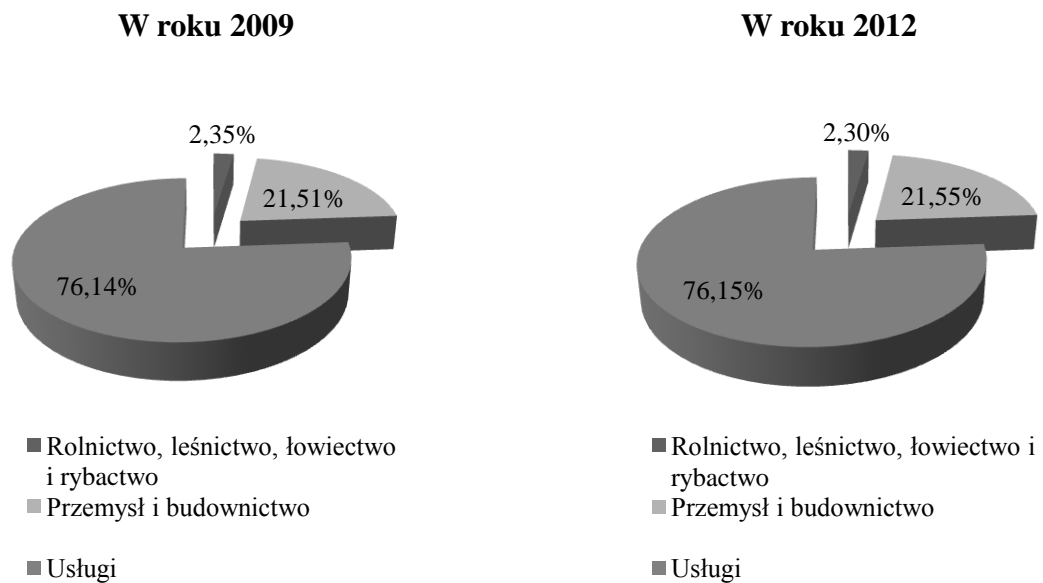 W roku 2009
2,35%
21,51%
76,14%
Rolnictwo, leśnictwo, łowiectwo
i rybactwo
Przemysł i budownictwo
Usługi
W roku 2012
2,30%
21,55%
76,15%
Rolnictwo, leśnictwo, łowiectwo i
rybactwo
Przemysł i budownictwo
Usługi